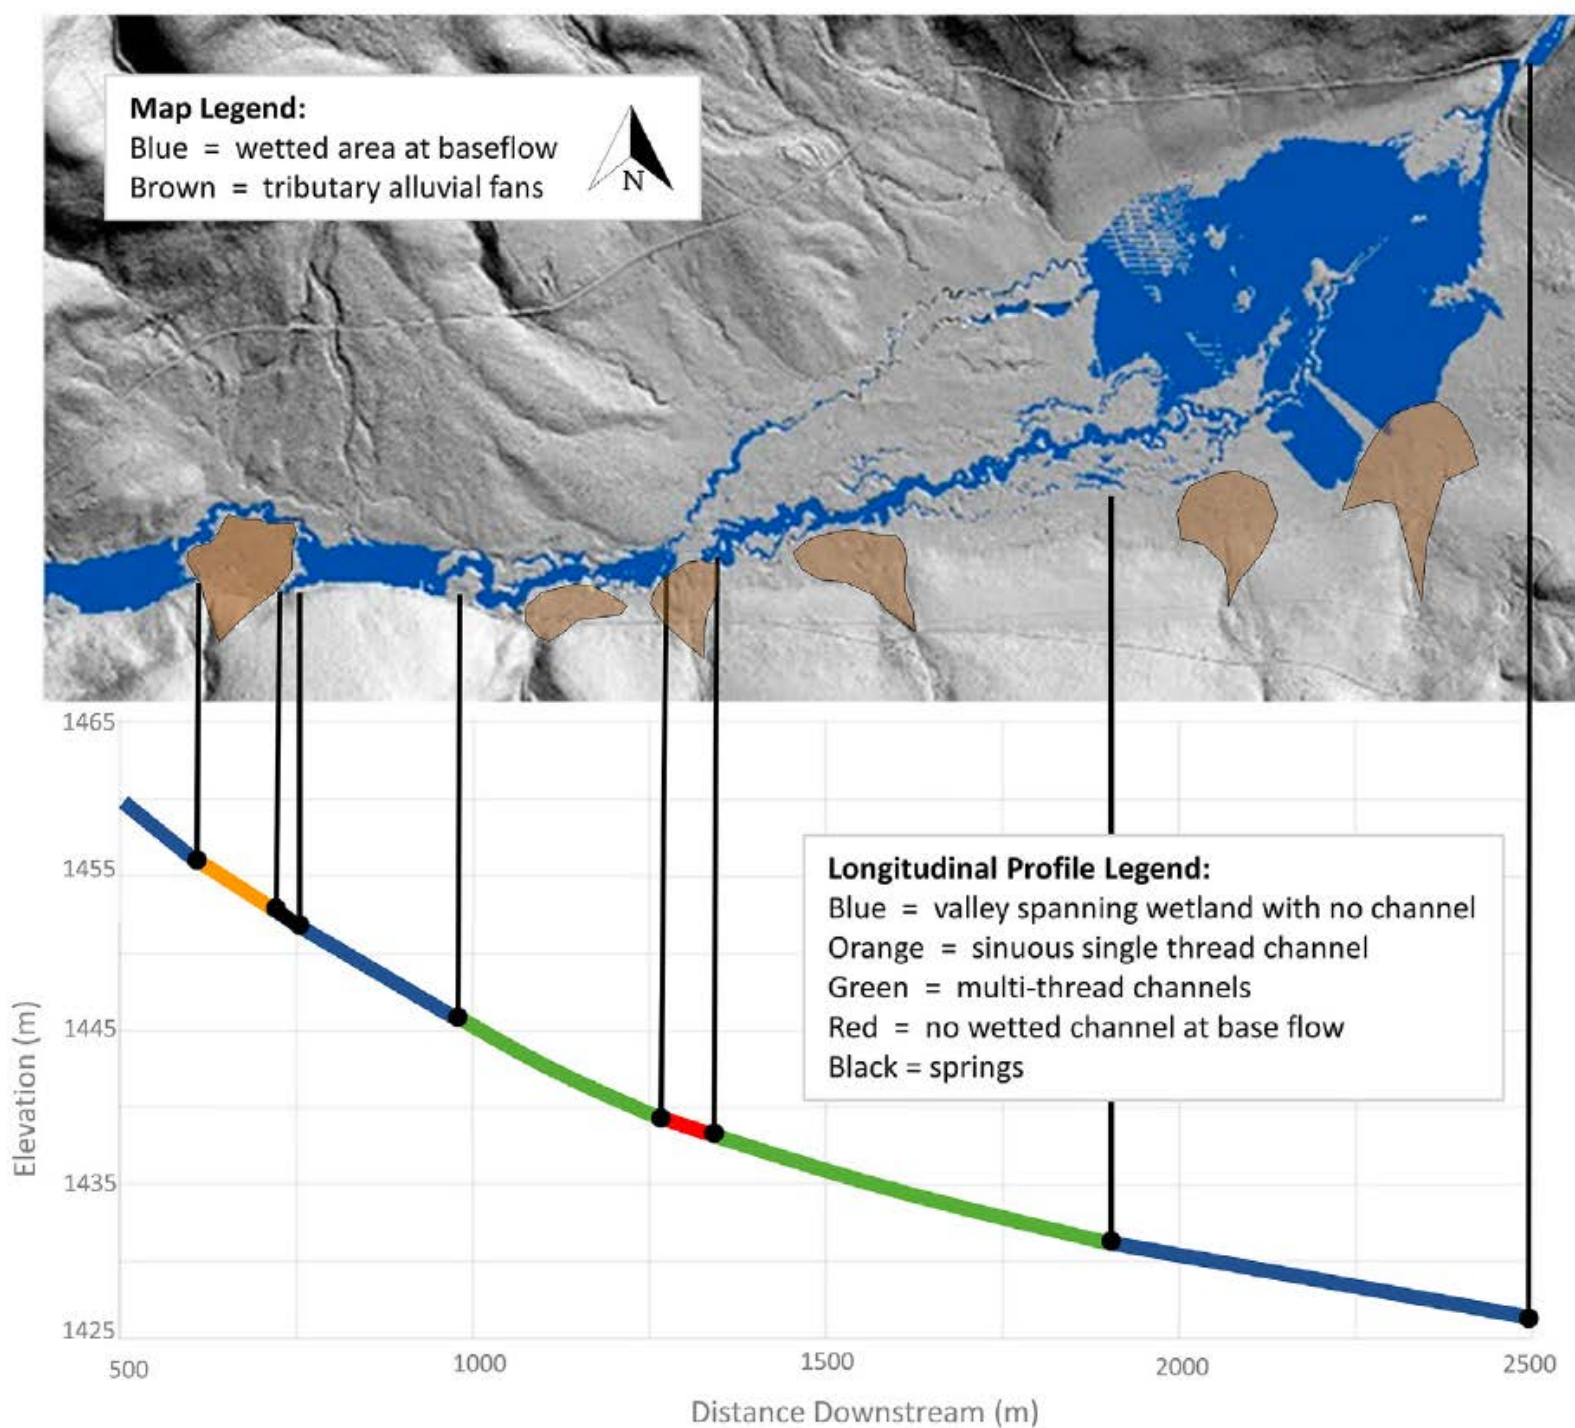 Map Legend:
Blue = wetted area at baseflow
Brown = tributary alluvial fans
N
1465
1455
1445
1435
1425
Elevation (m)
Longitudinal Profile Legend:
Blue = valley spanning wetland with no channel
Orange = sinuous single thread channel
Green = multi-thread channels
Red = no wetted channel at base flow
Black = springs
500
1000
1500
2000
2500
Distance Downstream (m)